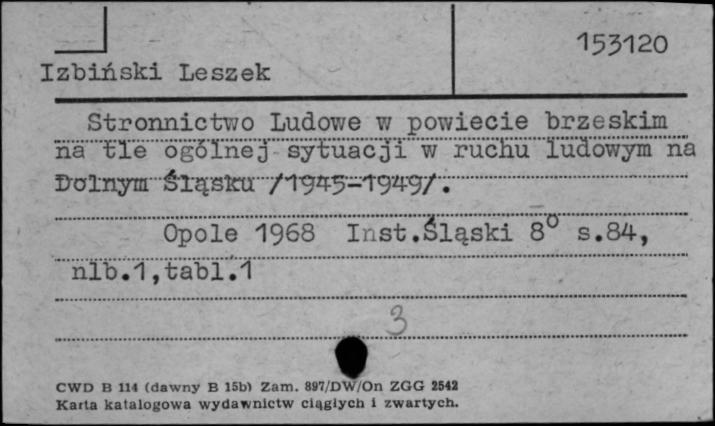 153120
Izbiński Leszek
Stronnictwo Ludowe w powiecie brzeskim
na tle ogólnej sytuacji w ruchu ludowym na
Dolnym Śląsku /1945-1949/.
Opole 1968 Inst.Śląski 8° s.84,
nlb.1,tabl.1
3
CWD B 114 (dawny B 15b) Zam. 897/DW/On ZGG 2542
Karta katalogowa wydawnictw ciągłych i zwartych.